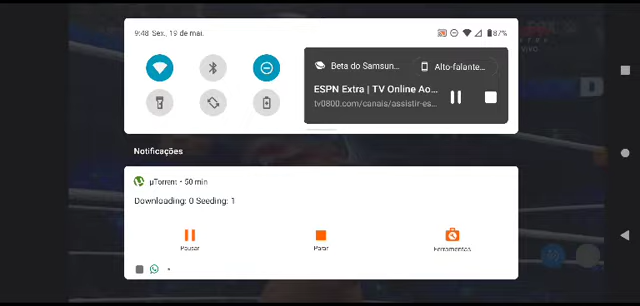 9:48 Sex., 19 de mai.
87%
Beta do Samsun...
Alto-falante...
ESPN Extra | TV Online Ao...
tv0800.com/canais/assistir-es...
Notificações
µTorrent • 50 min
Downloading: 0 Seeding: 1
Pausar
Parar
Ferramentas